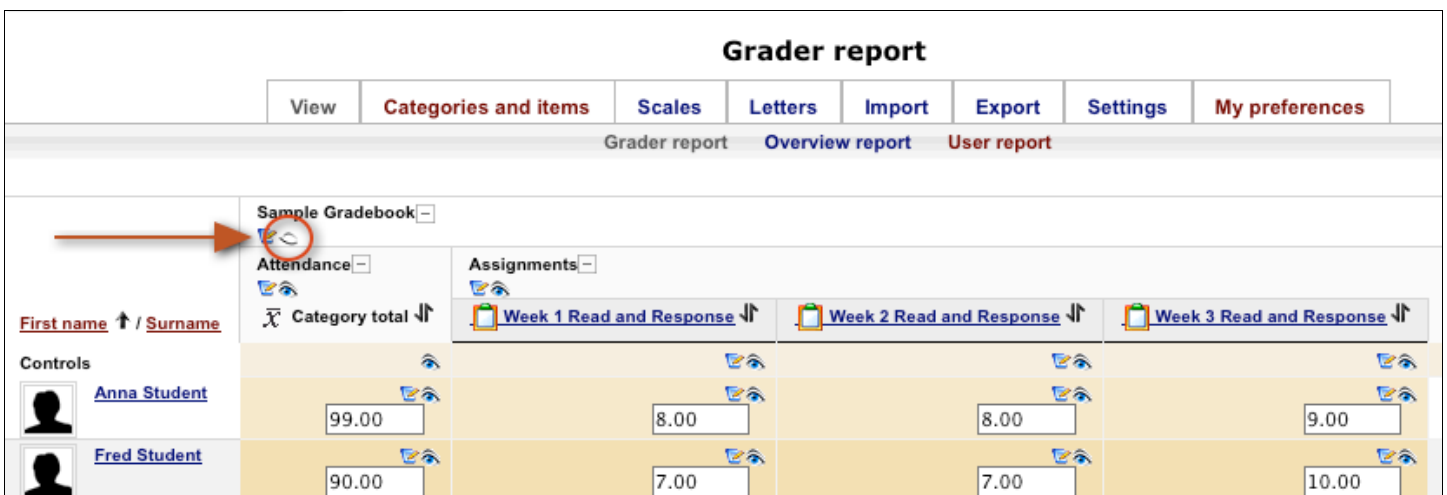 Grader report
View Categories and items Scales Letters Import Export Settings My preferences
Grader report Overview report User report
Sample Gradebook
Attendance Assignments
First name / Surname x̅ Category total Week 1 Read and Response Week 2 Read and Response Week 3 Read and Response
Controls
Anna Student
99.00 8.00 8.00 9.00
Fred Student
90.00 7.00 7.00 10.00